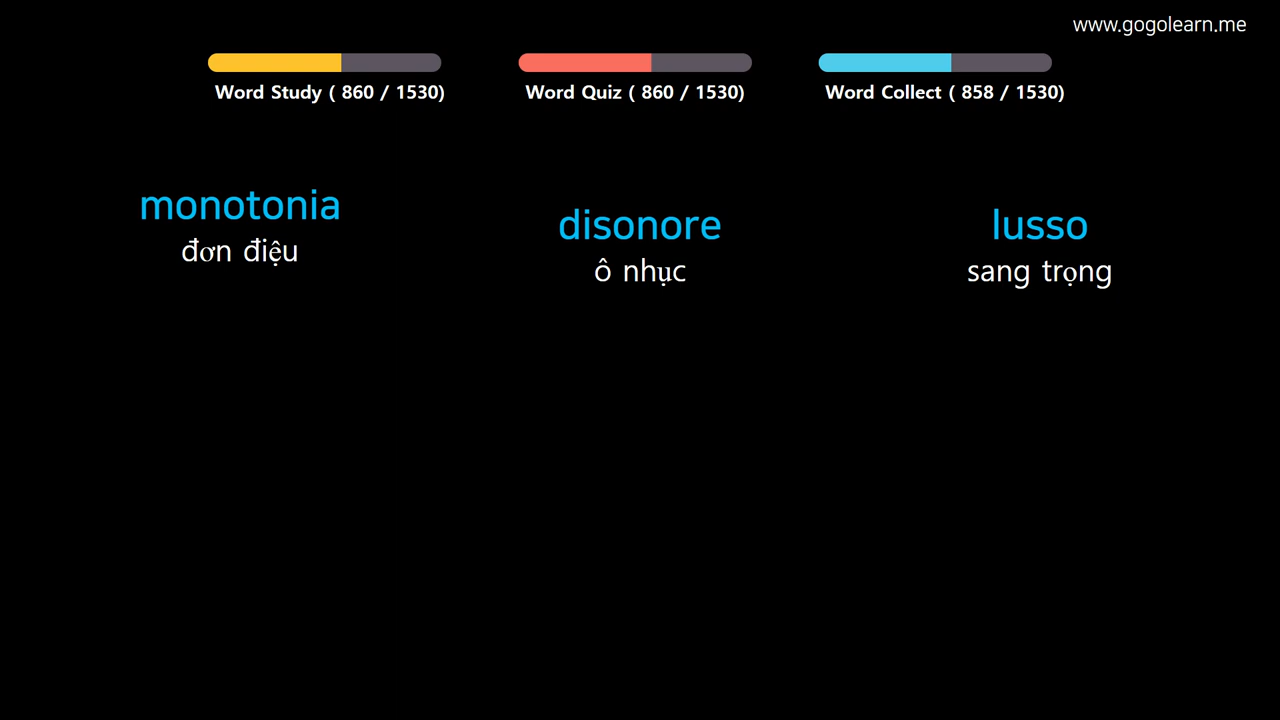 www.gogolearn.me
Word Study ( 860 / 1530)
Word Quiz ( 860 / 1530)
Word Collect ( 858 / 1530)
monotonia
đơn điệu
disonore
ô nhục
lusso
sang trọng